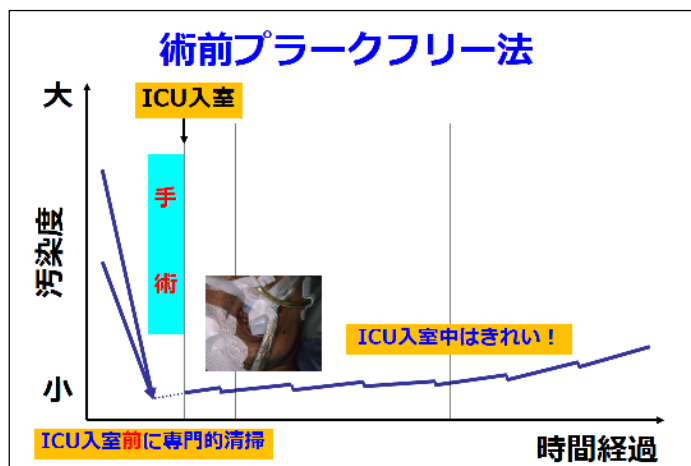 術前プラークフリー法
大
ICU入室
手
術
汚染度
ICU入室中はきれい！
小
ICU入室前に専門的清掃
時間経過